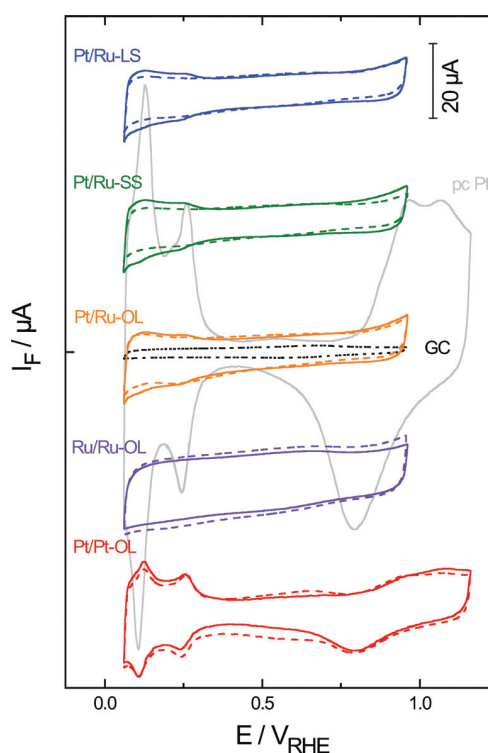 Pt/Ru-LS
20 µA
Pt/Ru-SS
pc Pt
Pt/Ru-OL
GC
Ru/Ru-OL
Pt/Pt-OL
I_F / µA
0.0 0.5 1.0
E / V_RHE